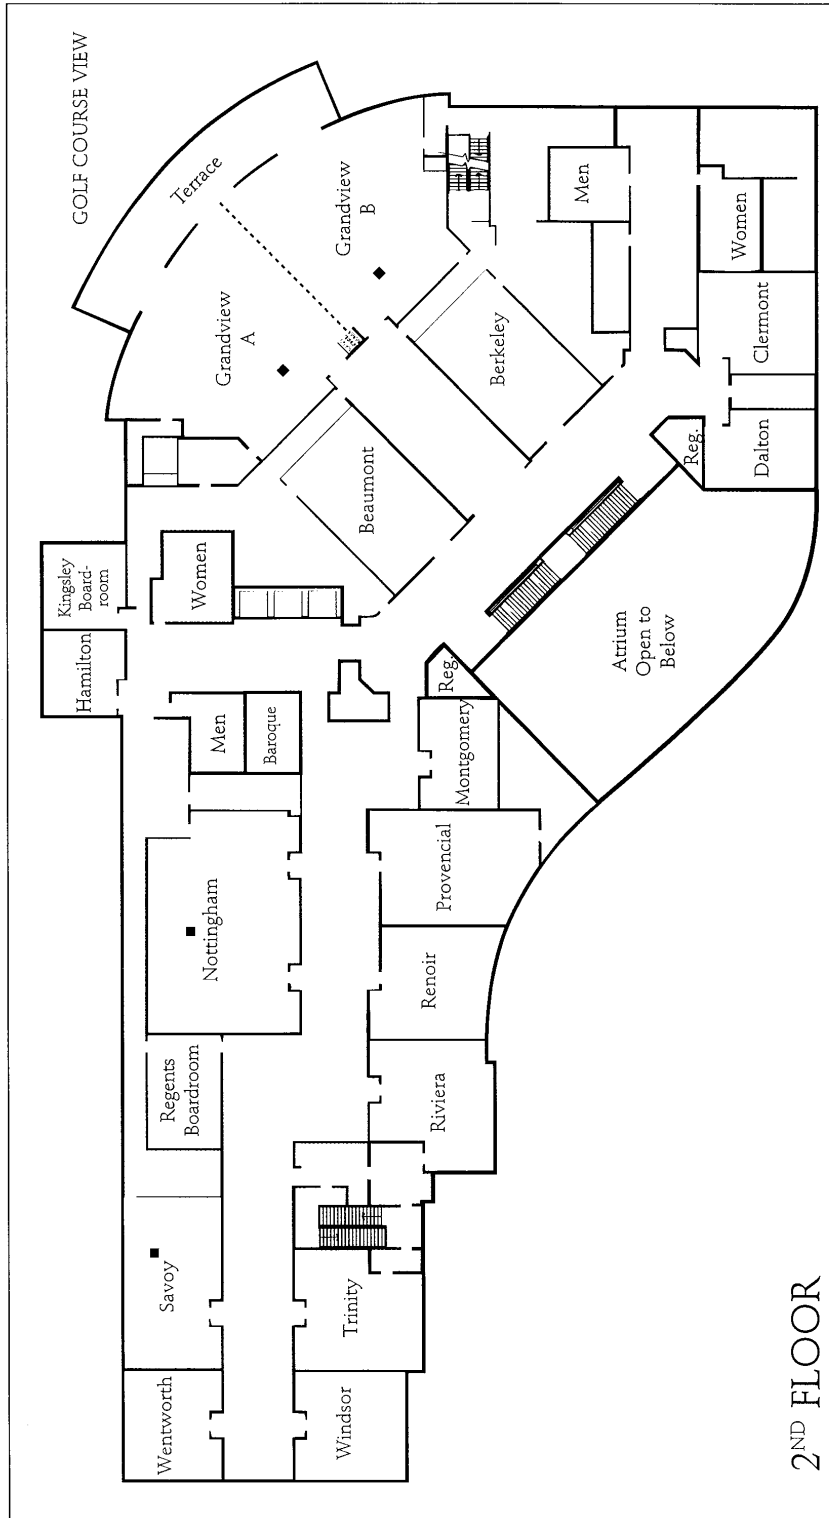 GOLF COURSE VIEW
Terrace
Grandview
A
Grandview
B
Men
Women
Clermont
Berkeley
Beaumont
Reg.
Dalton
Kingsley
Board-
room
Hamilton
Women
Men
Baroque
Reg.
Atrium
Open to
Below
Montgomery
Provencial
Nottingham
Renoir
Regents
Boardroom
Riviera
Savoy
Trinity
Wentworth
Windsor
2ND FLOOR